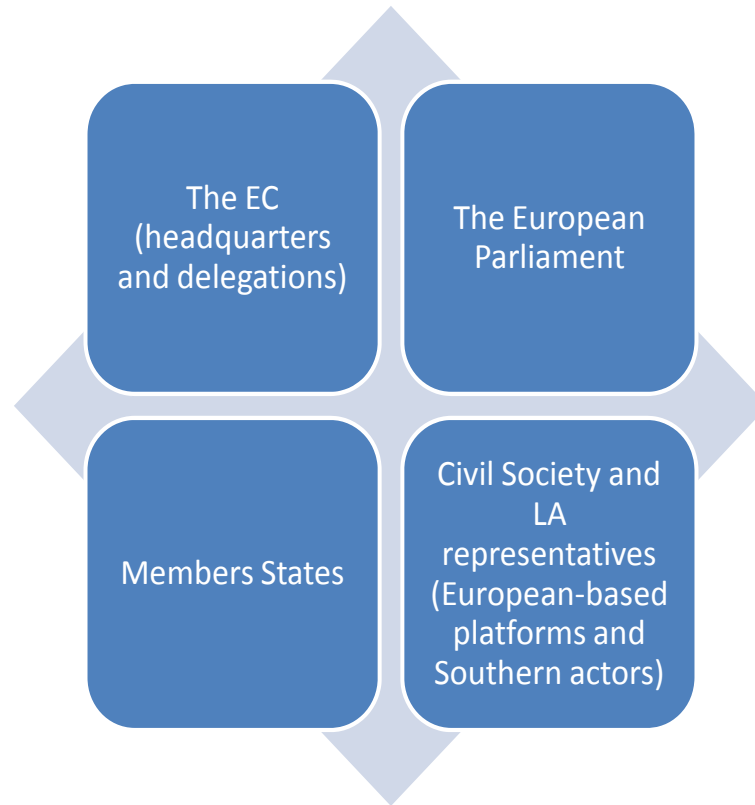 The EC
(headquarters
and delegations)
The European
Parliament
Members States
Civil Society and
LA
representatives
(European-based
platforms and
Southern actors)